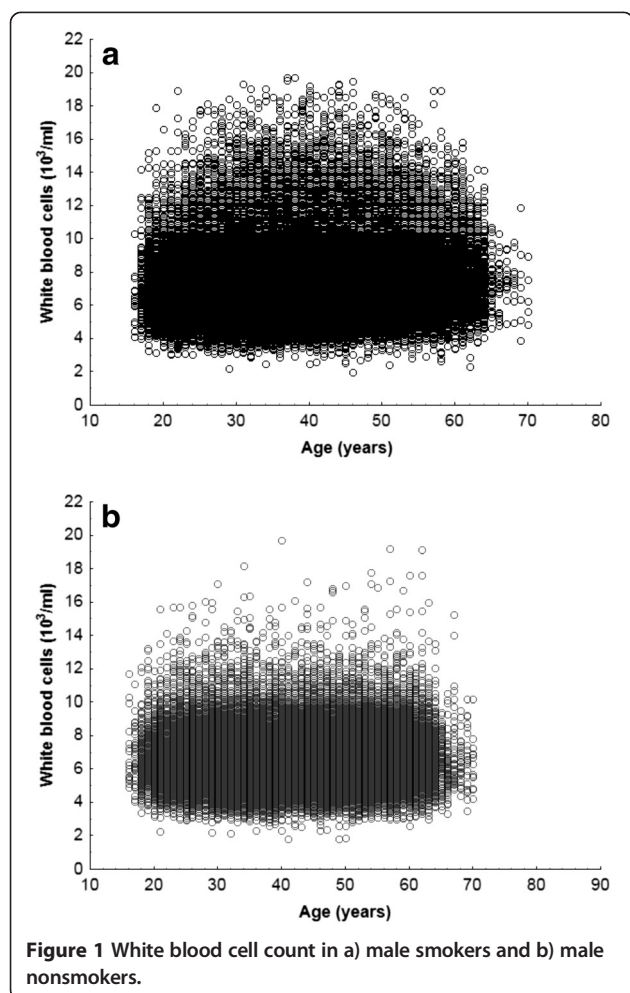 a
White blood cells (10³/ml)
22
20
18
16
14
12
10
8
6
4
2
0
10 20 30 40 50 60 70 80
Age (years)
b
White blood cells (10³/ml)
22
20
18
16
14
12
10
8
6
4
2
0
10 20 30 40 50 60 70 80 90
Age (years)
Figure 1 White blood cell count in a) male smokers and b) male
nonsmokers.